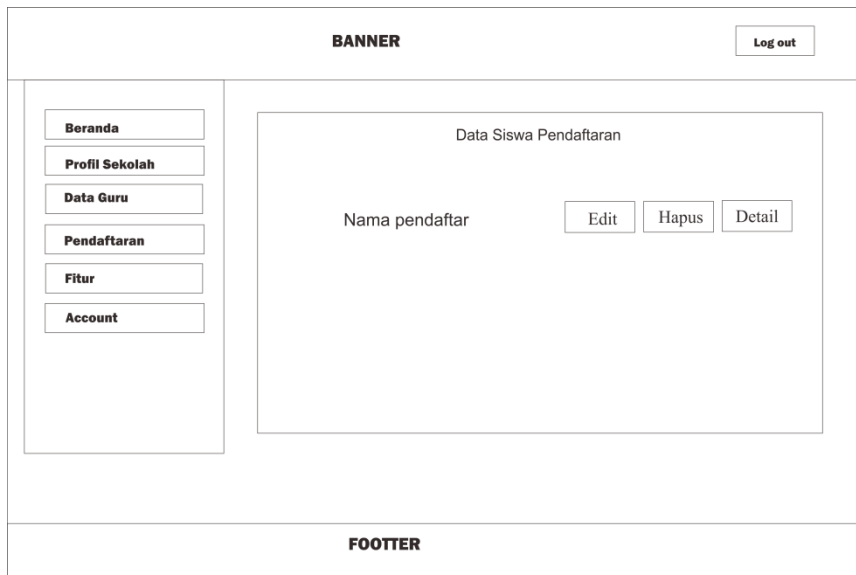 BANNER
Log out
Beranda
Profil Sekolah
Data Guru
Pendaftaran
Fitur
Account
Data Siswa Pendaftaran
Nama pendaftar
Edit
Hapus
Detail
FOOTTER